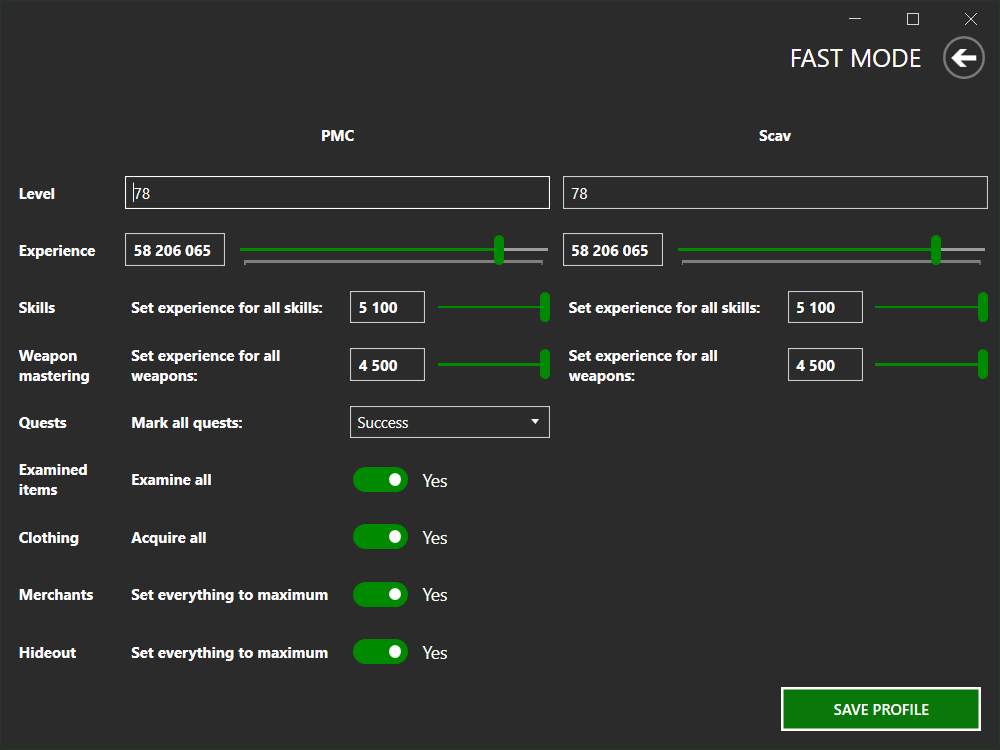 FAST MODE
PMC Scav
Level 78 78
Experience 58 206 065 58 206 065
Skills Set experience for all skills: 5 100 Set experience for all skills: 5 100
Weapon mastering Set experience for all weapons: 4 500 Set experience for all weapons: 4 500
Quests Mark all quests: Success
Examined items Examine all Yes
Clothing Acquire all Yes
Merchants Set everything to maximum Yes
Hideout Set everything to maximum Yes
SAVE PROFILE